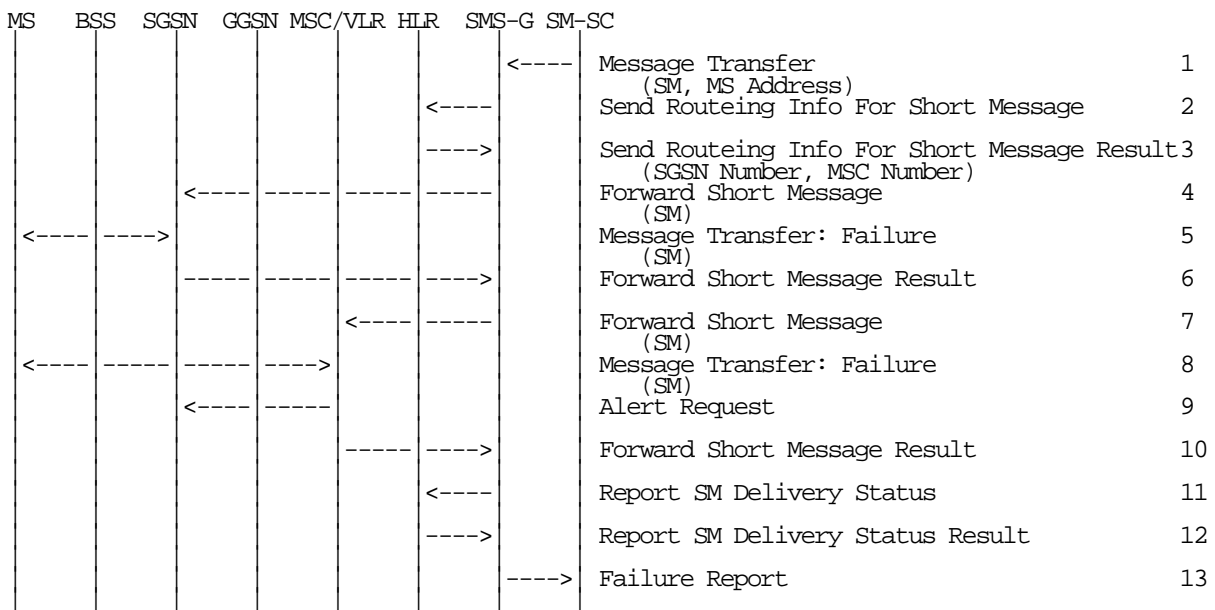 MS BSS SGSN GGSN MSC/VLR HLR SMS-G SM-SC
Message Transfer 1
(SM, MS Address)
Send Routeing Info For Short Message 2
Send Routeing Info For Short Message Result3
(SGSN Number, MSC Number)
Forward Short Message 4
(SM)
Message Transfer: Failure 5
(SM)
Forward Short Message Result 6
Forward Short Message 7
(SM)
Message Transfer: Failure 8
(SM)
Alert Request 9
Forward Short Message Result 10
Report SM Delivery Status 11
Report SM Delivery Status Result 12
Failure Report 13